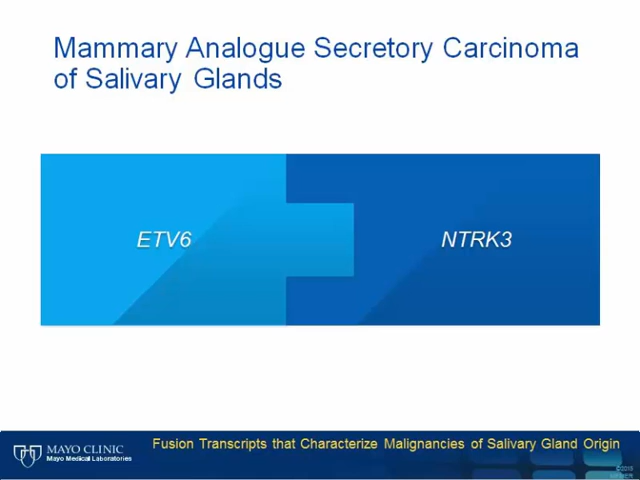 Mammary Analogue Secretory Carcinoma
of Salivary Glands
ETV6
NTRK3
MAYO CLINIC
Mayo Medical Laboratories
Fusion Transcripts that Characterize Malignancies of Salivary Gland Origin